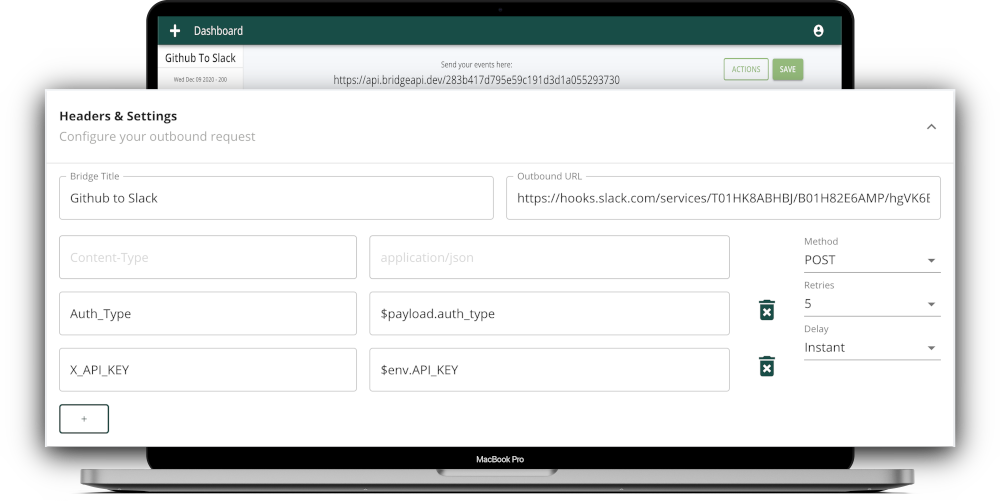 Dashboard
Github To Slack
Wed Dec 09 2020 - 200
Send your events here:
https://api.bridgeapi.dev/283b417d795e59c191d3d1a055293730
ACTIONS
SAVE
Headers & Settings
Configure your outbound request
Bridge Title
Github to Slack
Outbound URL
https://hooks.slack.com/services/T01HK8ABHBJ/B01H82E6AMP/hgVK6E
Content-Type
application/json
Method
POST
Auth_Type
$payload.auth_type
Retries
5
Delay
Instant
X_API_KEY
$env.API_KEY
+
MacBook Pro